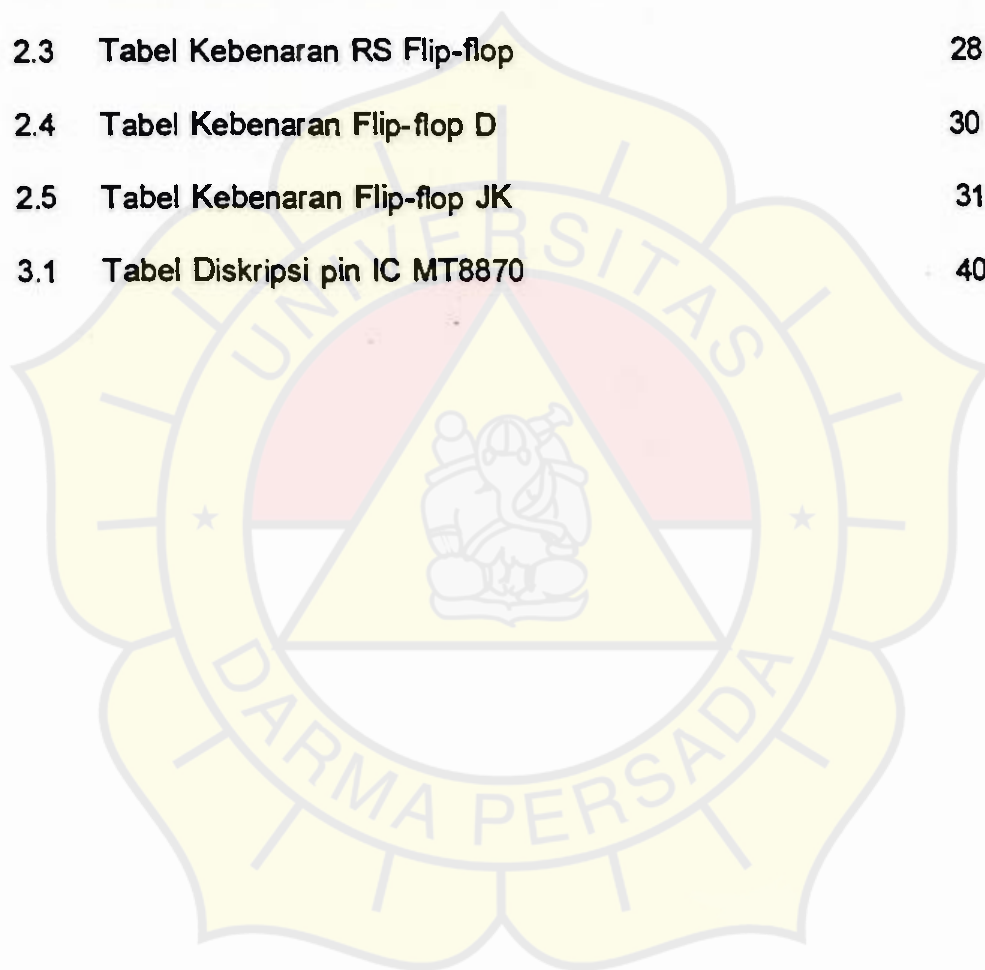 2.3 Tabel Kebenaran RS Flip-flop 28
2.4 Tabel Kebenaran Flip-flop D 30
2.5 Tabel Kebenaran Flip-flop JK 31
3.1 Tabel Diskripsi pin IC MT8870 40
UNIVERSITAS
DARMA PERSADA